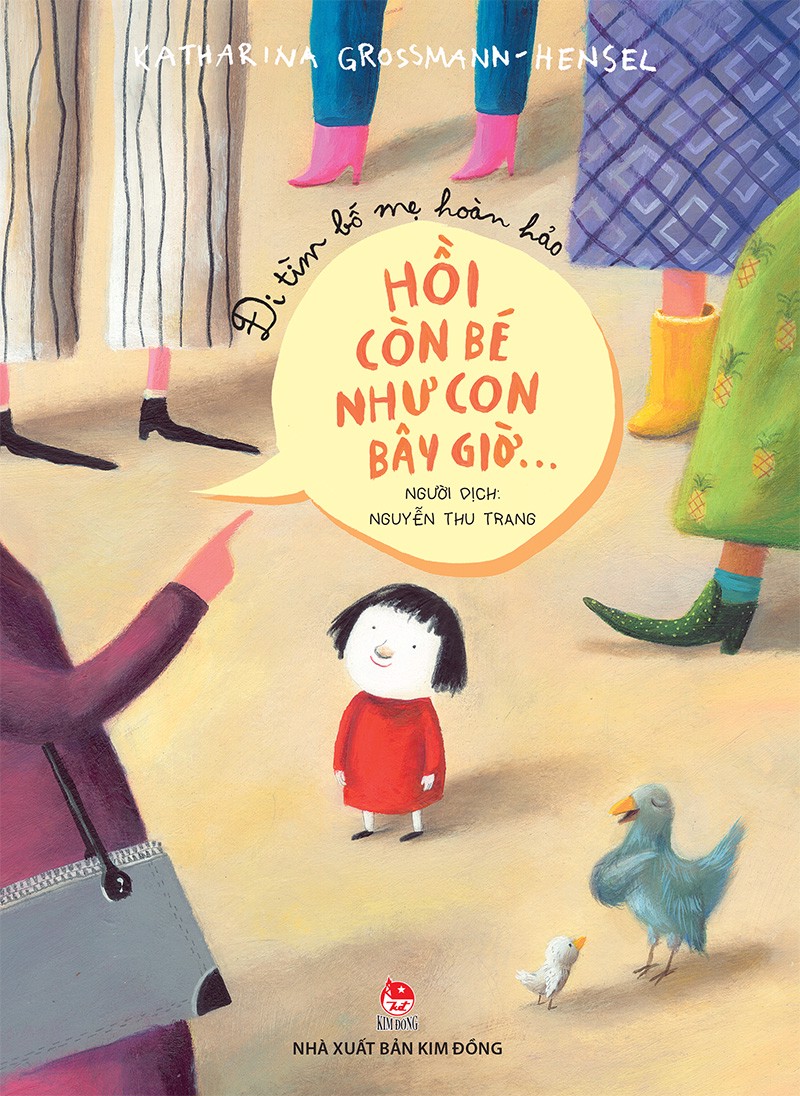 KATHARINA GROSSMANN-HENSEL
Đi tìm bố mẹ hoàn hảo
HỒI
CÒN BÉ
NHƯ CON
BÂY GIỜ...
NGƯỜI DỊCH:
NGUYỄN THU TRANG
KIM ĐỒNG
NHÀ XUẤT BẢN KIM ĐỒNG